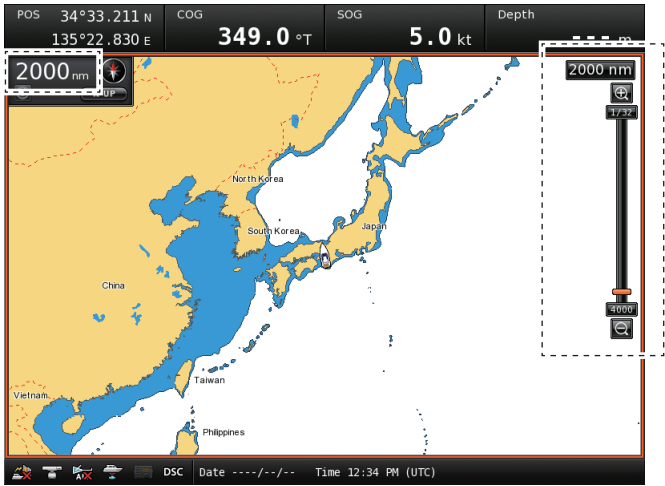 POS 34°33.211 N
135°22.830 E
COG
349.0 °T
SOG
5.0 kt
Depth
--- m
2000 nm
2000 nm
1/32
North Korea
South Korea
Japan
China
4000
Taiwan
Vietnam
Philippines
DSC Date ----/--/-- Time 12:34 PM (UTC)